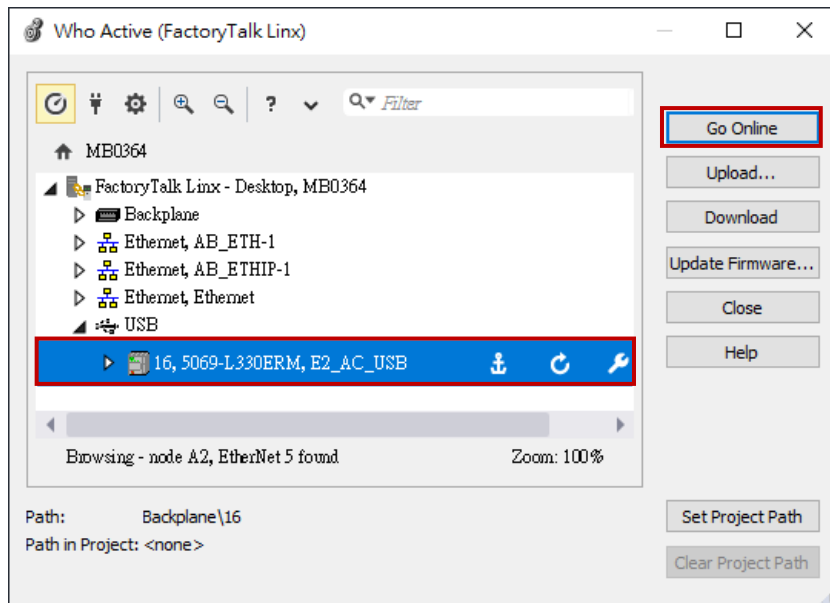 Who Active (FactoryTalk Linx)
? Filter
MB0364
FactoryTalk Linx - Desktop, MB0364
Backplane
Ethernet, AB_ETH-1
Ethernet, AB_ETHIP-1
Ethernet, Ethernet
USB
16, 5069-L330ERM, E2_AC_USB
Browsing - node A2, EtherNet 5 found Zoom: 100%
Go Online
Upload...
Download
Update Firmware...
Close
Help
Path: Backplane\16
Path in Project: <none>
Set Project Path
Clear Project Path